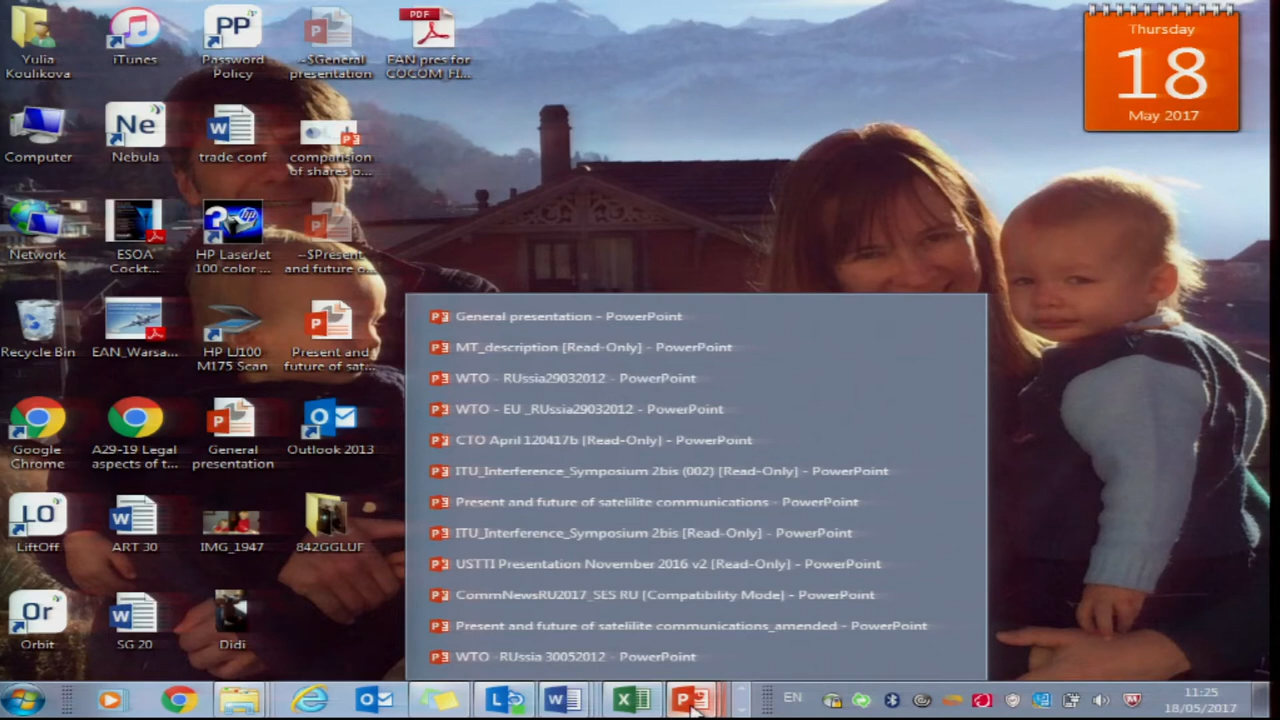 Yulia
Koulikova
iTunes
Password
Policy
~$General
presentation
PDF
EAN pres for
COCOM FI...
Thursday
18
May 2017
Computer
Ne
Nebula
trade conf
comparision
of shares o...
Network
ESOA
Cockt...
HP LaserJet
100 color ...
~$Present
and future o...
Recycle Bin
EAN_Warsa...
HP LJ100
M175 Scan
Present and
future of sat...
Google
Chrome
A29-19 Legal
aspects of t...
General
presentation
Outlook 2013
LO
LiftOff
ART 30
IMG_1947
842GGLUF
Or
Orbit
SG 20
Didi
General presentation - PowerPoint
MT_description [Read-Only] - PowerPoint
WTO - RUssia29032012 - PowerPoint
WTO - EU _RUssia29032012 - PowerPoint
CTO April 120417b [Read-Only] - PowerPoint
ITU_Interference_Symposium 2bis (002) [Read-Only] - PowerPoint
Present and future of satelilite communications - PowerPoint
ITU_Interference_Symposium 2bis [Read-Only] - PowerPoint
USTTI Presentation November 2016 v2 [Read-Only] - PowerPoint
CommNewsRU2017_SES RU [Compatibility Mode] - PowerPoint
Present and future of satelilite communications_amended - PowerPoint
WTO -RUssia 30052012 - PowerPoint
EN
11:25
18/05/2017